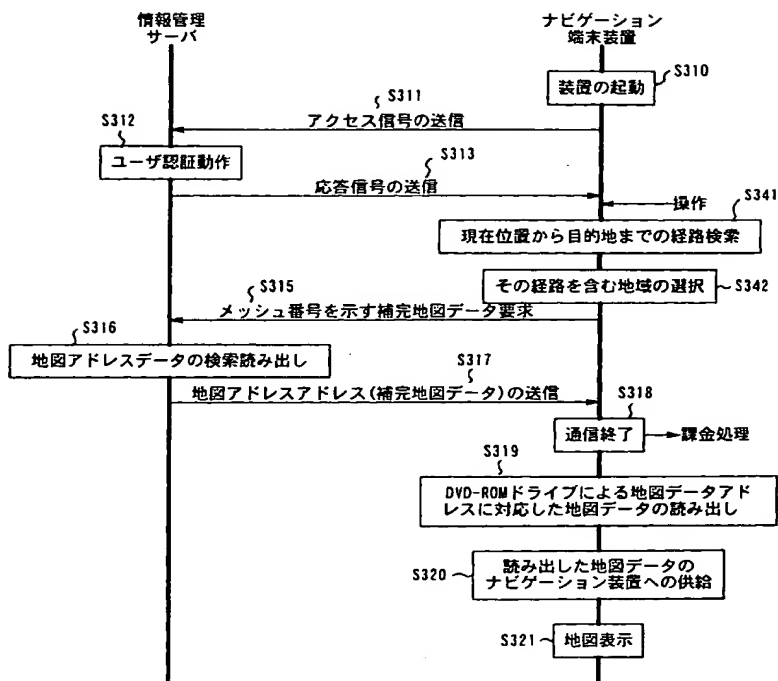 情報管理
サーバ
ナビゲーション
端末装置
S310
装置の起動
S311
アクセス信号の送信
S312
ユーザ認証動作
S313
応答信号の送信
操作
S341
現在位置から目的地までの経路検索
その経路を含む地域の選択
S342
S315
メッシュ番号を示す補完地図データ要求
S316
地図アドレスデータの検索読み出し
S317
地図アドレスアドレス(補完地図データ)の送信
S318
通信終了
課金処理
S319
DVD-ROMドライブによる地図データアド
レスに対応した地図データの読み出し
S320
読み出した地図データの
ナビゲーション装置への供給
S321
地図表示